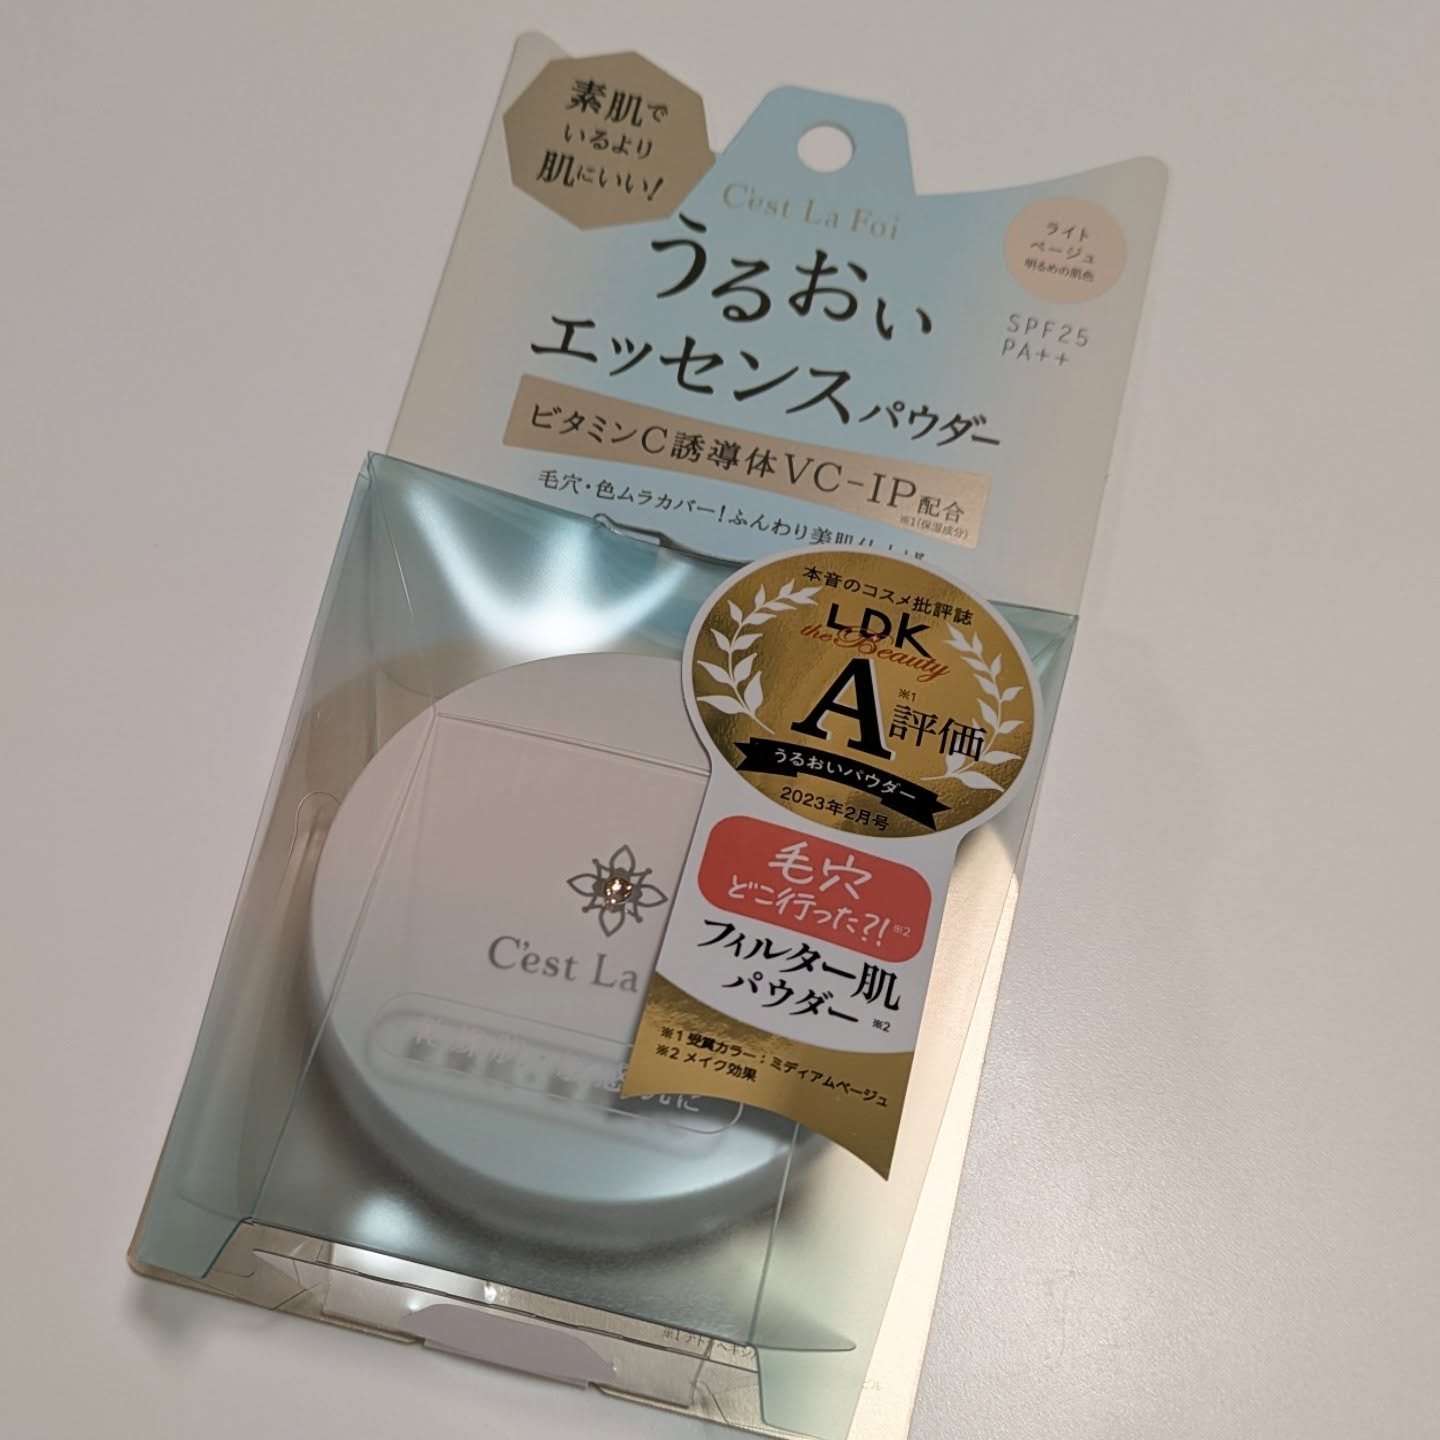 素肌で
いるより
肌にいい!
C'est La Foi
うるおい
エッセンスパウダー
ライト
ベージュ
明るめの肌色
SPF25
PA++
ビタミンC誘導体VC-IP配合
※1(保湿成分)
毛穴・色ムラカバー!ふんわり美肌仕上げ
本音のコスメ批評誌
LDK
the Beauty
A※1評価
うるおいパウダー
2023年2月号
毛穴
どこ行った?!※2
フィルター肌
パウダー※2
※1 受賞カラー:ミディアムベージュ
※2 メイク効果
C'est La